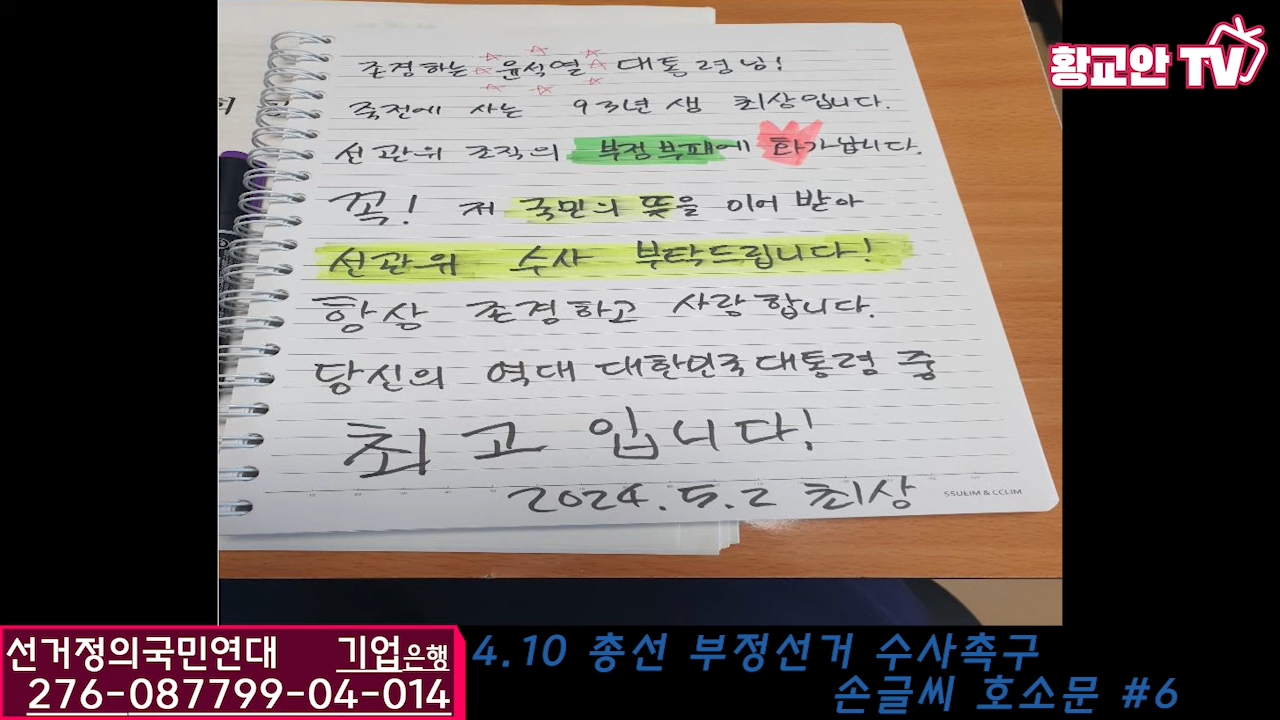 황교안 TV
존경하는 윤석열 대통령님!
죽전에 사는 93년생 최상입니다.
선관위 조직의 부정부패에 화가납니다.
꼭! 저 국민의 뜻을 이어 받아
선관위 수사 부탁드립니다!
항상 존경하고 사랑합니다.
당신의 역대 대한민국대통령 중
최고입니다!
2024.5.2 최상
SSUEIM & CCLIM
선거정의국민연대 기업은행
276-087799-04-014
4.10 총선 부정선거 수사촉구
손글씨 호소문 #6